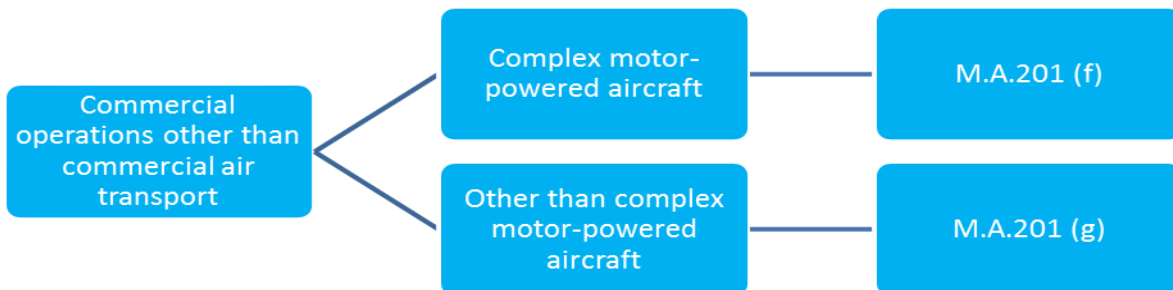 Commercial
operations other than
commercial air
transport
Complex motor-
powered aircraft
M.A.201 (f)
Other than complex
motor-powered
aircraft
M.A.201 (g)